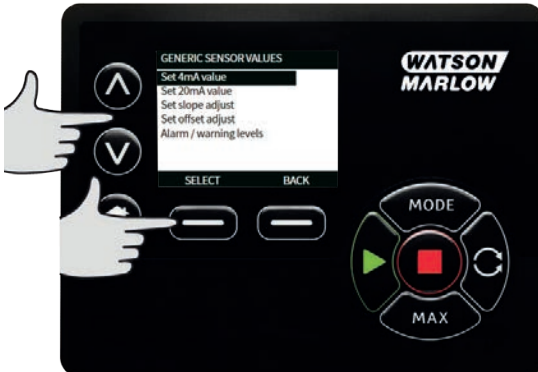 GENERIC SENSOR VALUES
Set 4mA value
Set 20mA value
Set slope adjust
Set offset adjust
Alarm / warning levels
SELECT BACK
WATSON
MARLOW
MODE
MAX